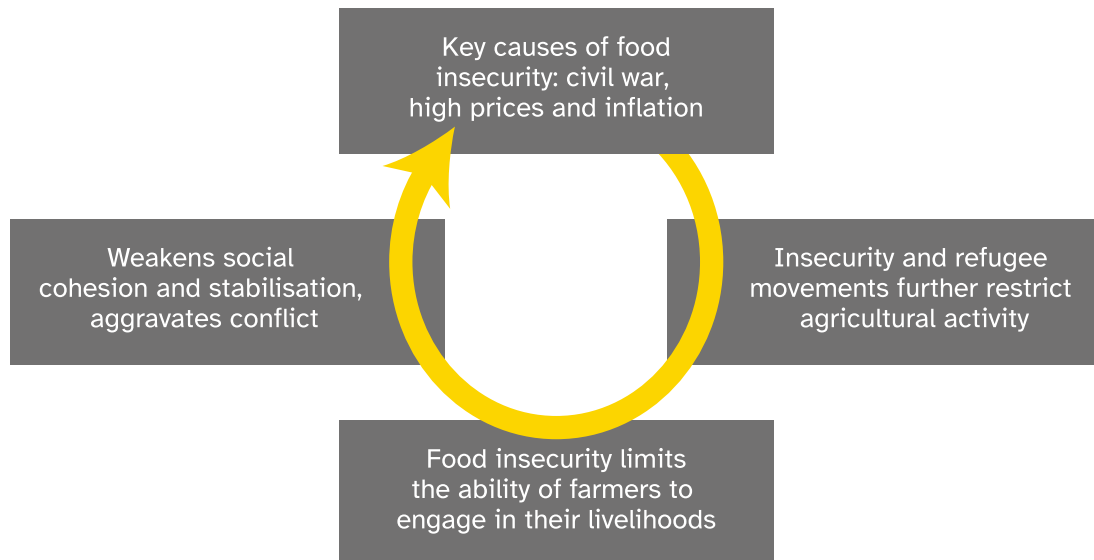 Key causes of food
insecurity: civil war,
high prices and inflation
Insecurity and refugee
movements further restrict
agricultural activity
Food insecurity limits
the ability of farmers to
engage in their livelihoods
Weakens social
cohesion and stabilisation,
aggravates conflict